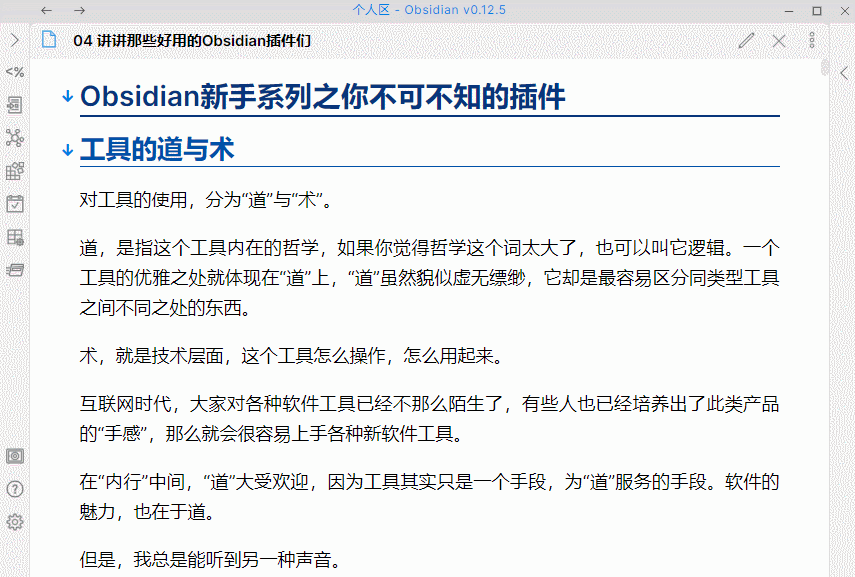 个人区 - Obsidian v0.12.5
04 讲讲那些好用的Obsidian插件们
<%
Obsidian新手系列之你不可不知的插件
工具的道与术
对工具的使用，分为“道”与“术”。
道，是指这个工具内在的哲学，如果你觉得哲学这个词太大了，也可以叫它逻辑。一个
工具的优雅之处就体现在“道”上，“道”虽然貌似虚无缥缈，它却是最容易区分同类型工具
之间不同之处的东西。
术，就是技术层面，这个工具怎么操作，怎么用起来。
互联网时代，大家对各种软件工具已经不那么陌生了，有些人也已经培养出了此类产品
的“手感”，那么就会很容易上手各种新软件工具。
在“内行”中间，“道”大受欢迎，因为工具其实只是一个手段，为“道”服务的手段。软件的
魅力，也在于道。
但是，我总是能听到另一种声音。